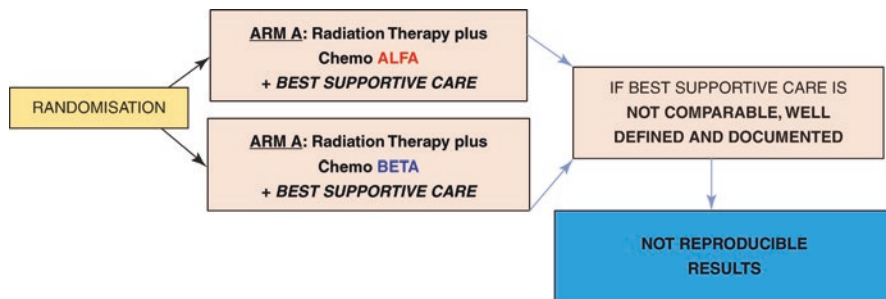 RANDOMISATION
ARM A: Radiation Therapy plus
Chemo ALFA
+ BEST SUPPORTIVE CARE
ARM A: Radiation Therapy plus
Chemo BETA
+ BEST SUPPORTIVE CARE
IF BEST SUPPORTIVE CARE IS
NOT COMPARABLE, WELL
DEFINED AND DOCUMENTED
NOT REPRODUCIBLE
RESULTS